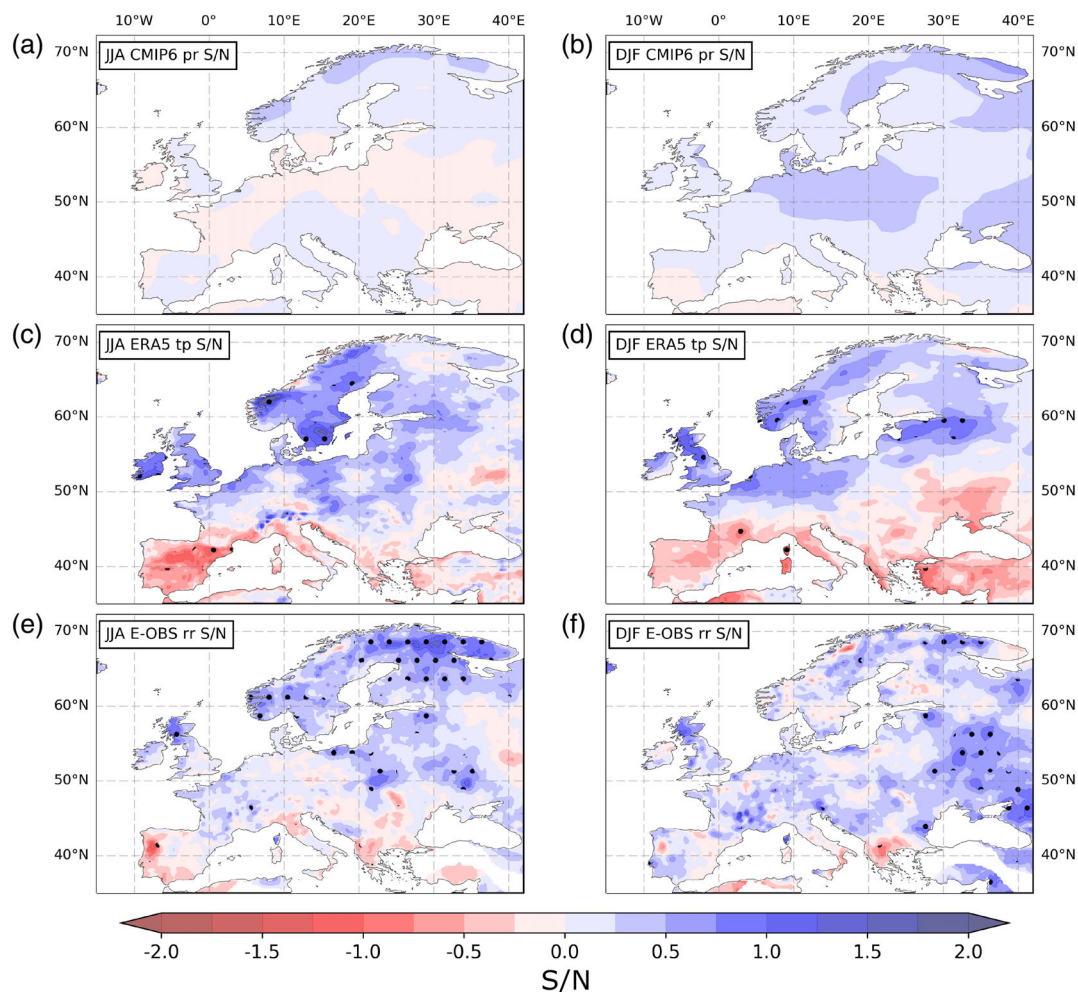 10°W 0° 10°E 20°E 30°E 40°E
10°W 0° 10°E 20°E 30°E 40°E
(a) JJA CMIP6 pr S/N
70°N
60°N
50°N
40°N
(b) DJF CMIP6 pr S/N
70°N
60°N
50°N
40°N
(c) JJA ERA5 tp S/N
70°N
60°N
50°N
40°N
(d) DJF ERA5 tp S/N
70°N
60°N
50°N
40°N
(e) JJA E-OBS rr S/N
70°N
60°N
50°N
40°N
(f) DJF E-OBS rr S/N
70°N
60°N
50°N
40°N
-2.0 -1.5 -1.0 -0.5 0.0 0.5 1.0 1.5 2.0
S/N